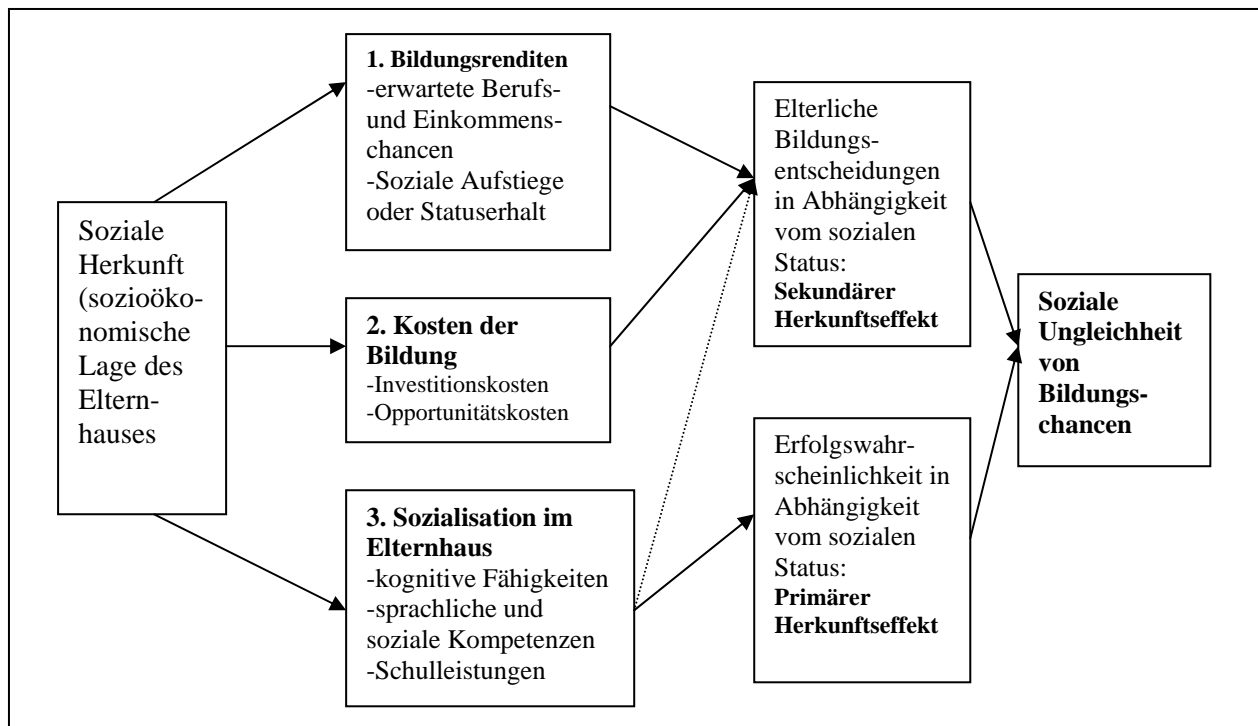 Soziale
Herkunft
(sozioöko-
nomische
Lage des
Eltern-
hauses
1. Bildungsrenditen
-erwartete Berufs-
und Einkommens-
chancen
-Soziale Aufstiege
oder Statuserhalt
2. Kosten der
Bildung
-Investitionskosten
-Opportunitätskosten
3. Sozialisation im
Elternhaus
-kognitive Fähigkeiten
-sprachliche und
soziale Kompetenzen
-Schulleistungen
Elterliche
Bildungs-
entscheidungen
in Abhängigkeit
vom sozialen
Status:
Sekundärer
Herkunftseffekt
Erfolgswahr-
scheinlichkeit in
Abhängigkeit
vom sozialen
Status:
Primärer
Herkunftseffekt
Soziale
Ungleichheit
von
Bildungs-
chancen